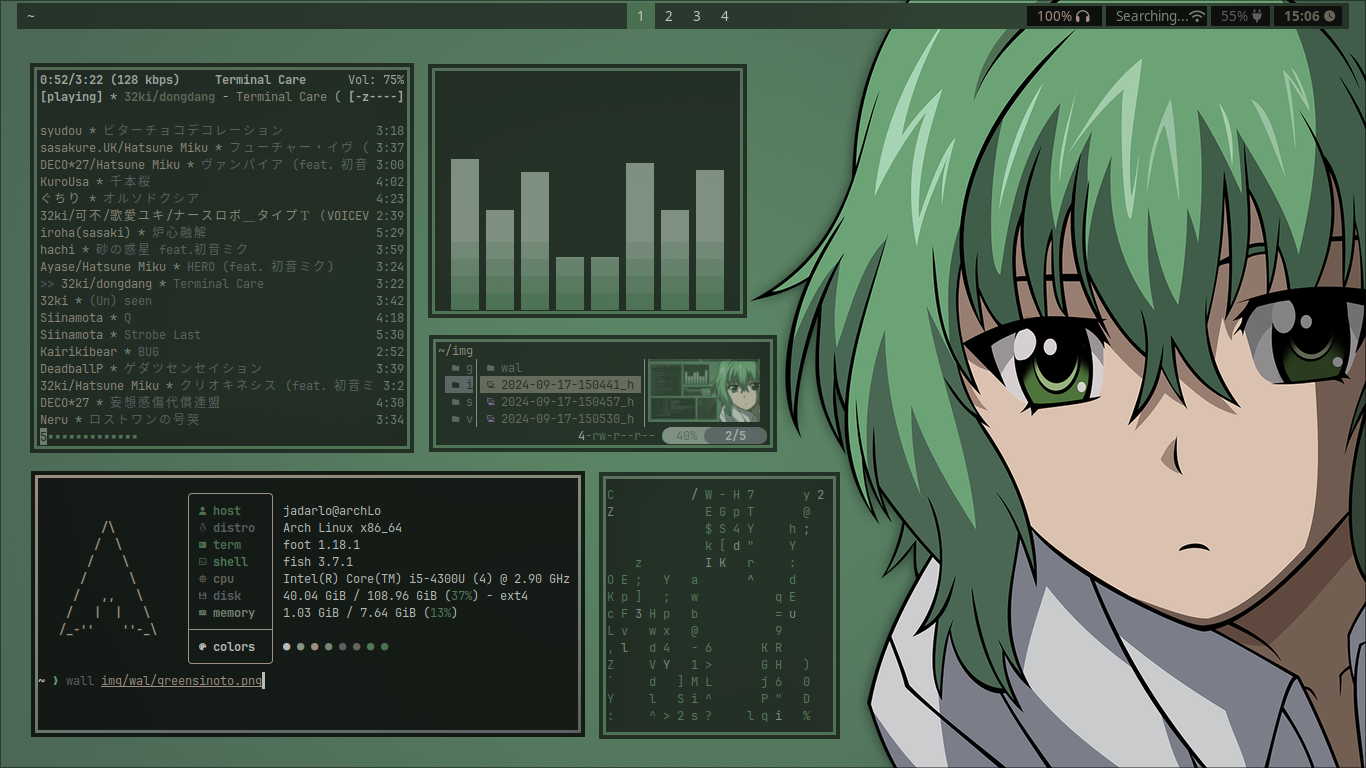 ~ 1 2 3 4 100% Searching... 55% 15:06
0:52/3:22 (128 kbps) Terminal Care Vol: 75%
[playing] * 32ki/dongdang - Terminal Care ( [-z----]
syudou * ビターチョコデコレーション 3:18
sasakure.UK/Hatsune Miku * フューチャー・イヴ ( 3:37
DECO*27/Hatsune Miku * ヴァンパイア (feat. 初音 3:00
KuroUsa * 千本桜 4:02
ぐちり * オルソドクシア 4:23
32ki/可不/歌愛ユキ/ナースロボ＿タイプT (VOICEV 2:39
iroha(sasaki) * 炉心融解 5:29
hachi * 砂の惑星 feat.初音ミク 3:59
Ayase/Hatsune Miku * HERO (feat. 初音ミク) 3:24
>> 32ki/dongdang * Terminal Care 3:22
32ki * (Un) seen 3:42
Siinamota * Q 4:18
Siinamota * Strobe Last 5:30
Kairikibear * BUG 2:52
DeadballP * ゲダツセンセイション 3:39
32ki/Hatsune Miku * クリオキネシス (feat. 初音ミ 3:2
DECO*27 * 妄想感傷代償連盟 4:30
Neru * ロストワンの号哭 3:34
5
~/img
g wal
i 2024-09-17-150441_h
s 2024-09-17-150457_h
v 2024-09-17-150530_h
4-rw-r--r-- 40% 2/5
host jadarlo@archLo
distro Arch Linux x86_64
term foot 1.18.1
shell fish 3.7.1
cpu Intel(R) Core(TM) i5-4300U (4) @ 2.90 GHz
disk 40.04 GiB / 108.96 GiB (37%) - ext4
memory 1.03 GiB / 7.64 GiB (13%)
colors
~ ❯ wall img/wal/greensinoto.png
C / W - H 7 y 2
Z E G p T @
$ S 4 Y h ;
k [ d " Y
z I K r :
O E ; Y a ^ d
K p ] ; w q E
c F 3 H p b = u
L v w x @ 9
, l d 4 - 6 K R
Z V Y 1 > G H )
` d ] M L j 6 0
Y l S i ^ P " D
: ^ > 2 s ? l q i %